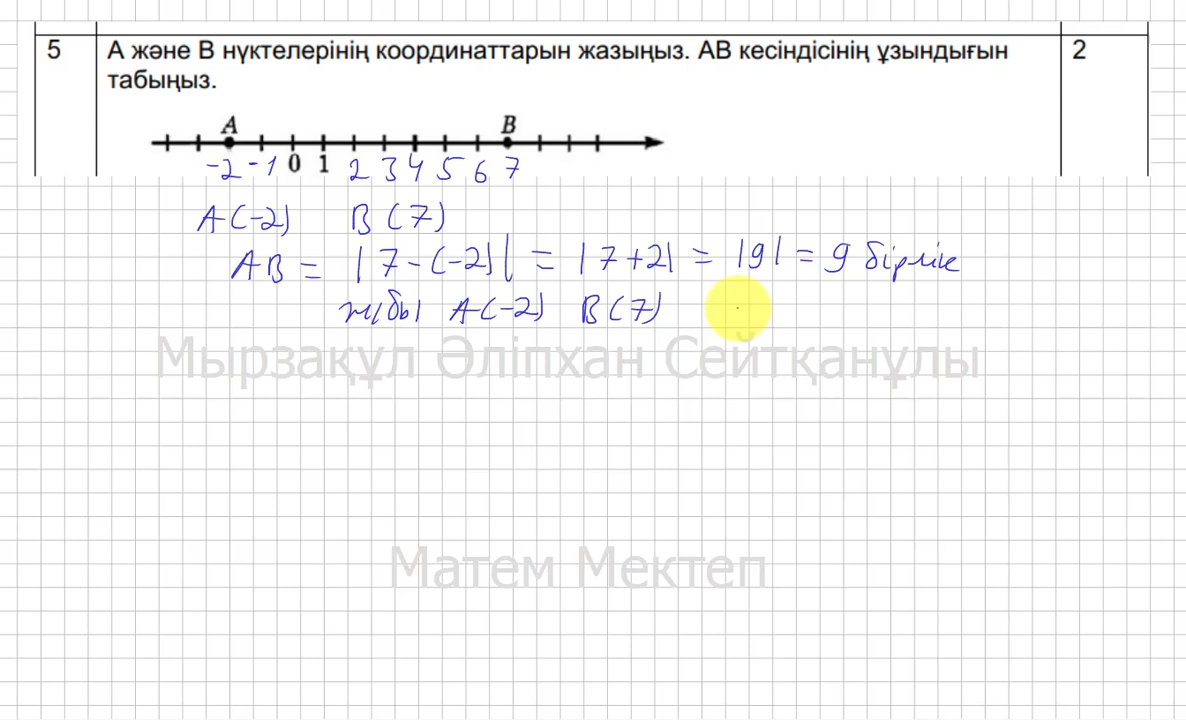 5 А және В нүктелерінің координаттарын жазыңыз. АВ кесіндісінің ұзындығын 2
табыңыз.
A B
-2 -1 0 1 2 3 4 5 6 7
A(-2) B(7)
AB = |7-(-2)| = |7+2| = |9| = 9 бірлік
жауабы A(-2) B(7)
Мырзақұл Әліпхан Сейтқанұлы
Матем Мектеп